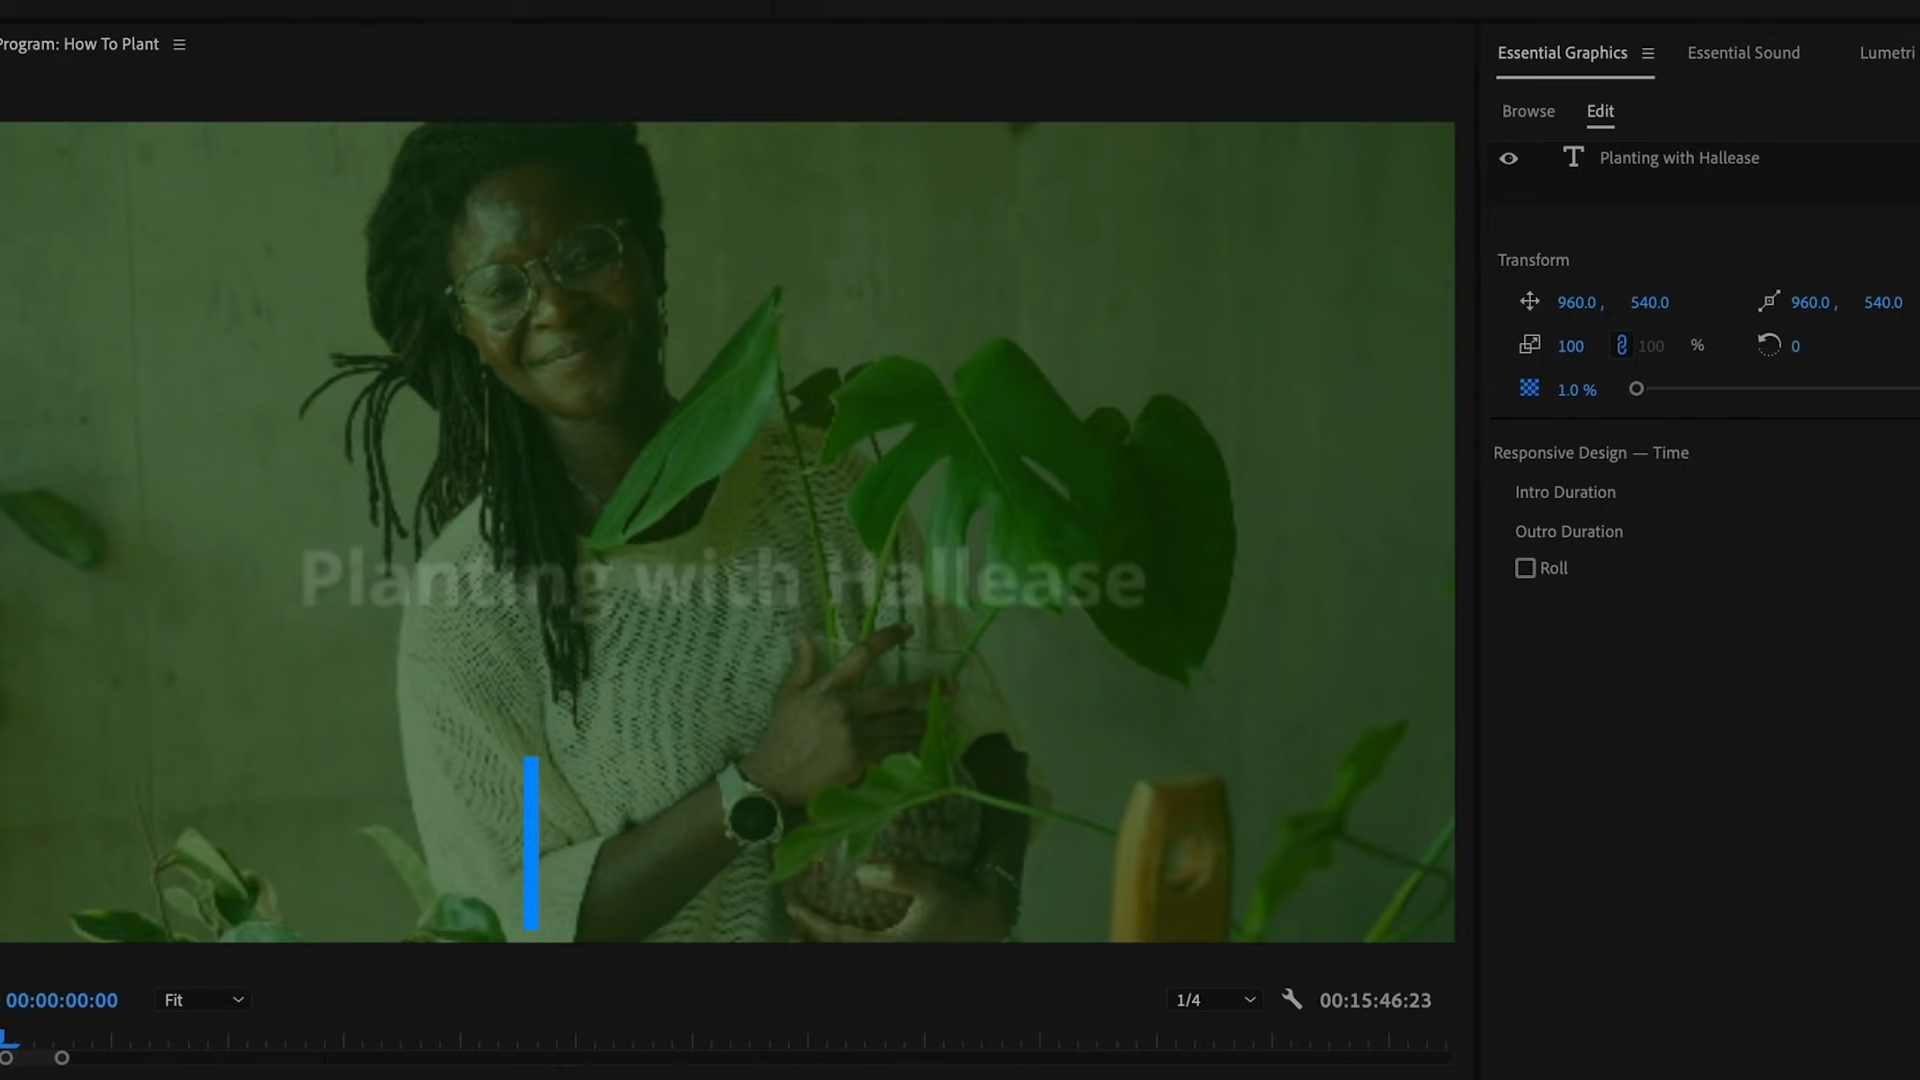 Program: How To Plant
Essential Graphics
Essential Sound
Lumetri
Browse
Edit
Planting with Hallease
Transform
960.0 , 540.0
960.0 , 540.0
100
100 %
0
1.0 %
Responsive Design — Time
Intro Duration
Outro Duration
Roll
Planting with Hallease
00:00:00:00
Fit
1/4
00:15:46:23